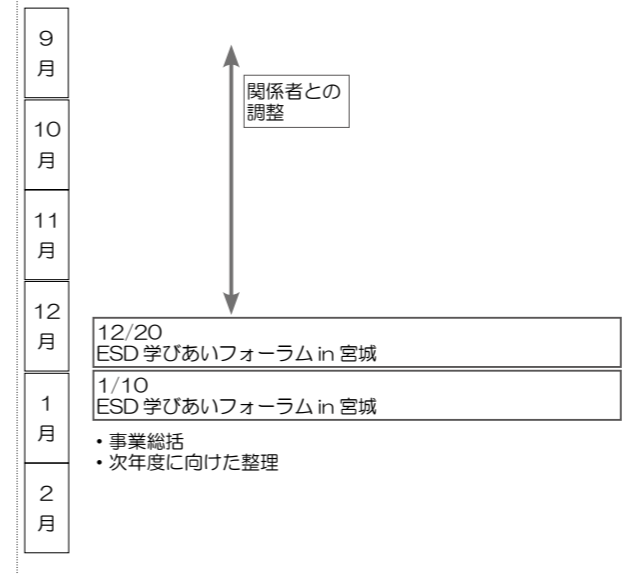 9
月
関係者との
調整
10
月
11
月
12
月
12/20
ESD 学びあいフォーラム in 宮城
1/10
ESD 学びあいフォーラム in 宮城
1
月
・事業総括
・次年度に向けた整理
2
月